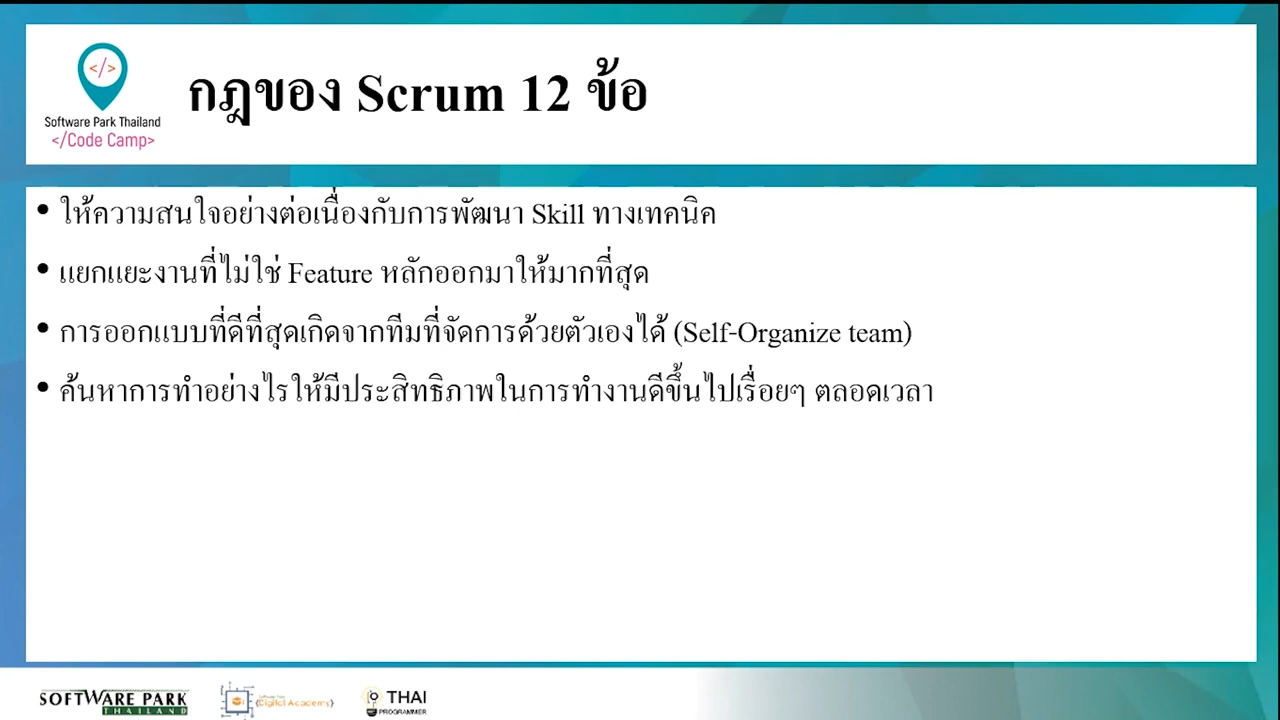 </>
Software Park Thailand
</Code Camp>
กฎของ Scrum 12 ข้อ
• ให้ความสนใจอย่างต่อเนื่องกับการพัฒนา Skill ทางเทคนิค
• แยกแยะงานที่ไม่ใช่ Feature หลักออกมาให้มากที่สุด
• การออกแบบที่ดีที่สุดเกิดจากทีมที่จัดการด้วยตัวเองได้ (Self-Organize team)
• ค้นหาการทำอย่างไรให้มีประสิทธิภาพในการทำงานดีขึ้นไปเรื่อยๆ ตลอดเวลา
SOFTWARE PARK
THAILAND
Software Park
{Digital Academy}
THAI
PROGRAMMER